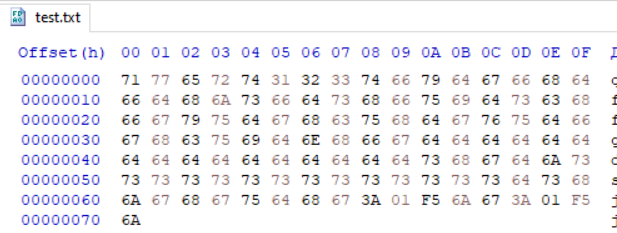 test.txt
Offset(h) 00 01 02 03 04 05 06 07 08 09 0A 0B 0C 0D 0E 0F
00000000 71 77 65 72 74 31 32 33 74 66 79 64 67 66 68 64
00000010 66 64 68 6A 73 66 64 73 68 66 75 69 64 73 63 68
00000020 66 67 79 75 64 67 68 63 75 68 64 67 76 75 64 66
00000030 67 68 63 75 69 64 6E 68 66 67 64 64 64 64 64 64
00000040 64 64 64 64 64 64 64 64 64 64 73 68 67 64 6A 73
00000050 73 73 73 73 73 73 73 73 73 73 73 73 73 64 73 68
00000060 6A 67 68 67 75 64 68 67 3A 01 F5 6A 67 3A 01 F5
00000070 6A